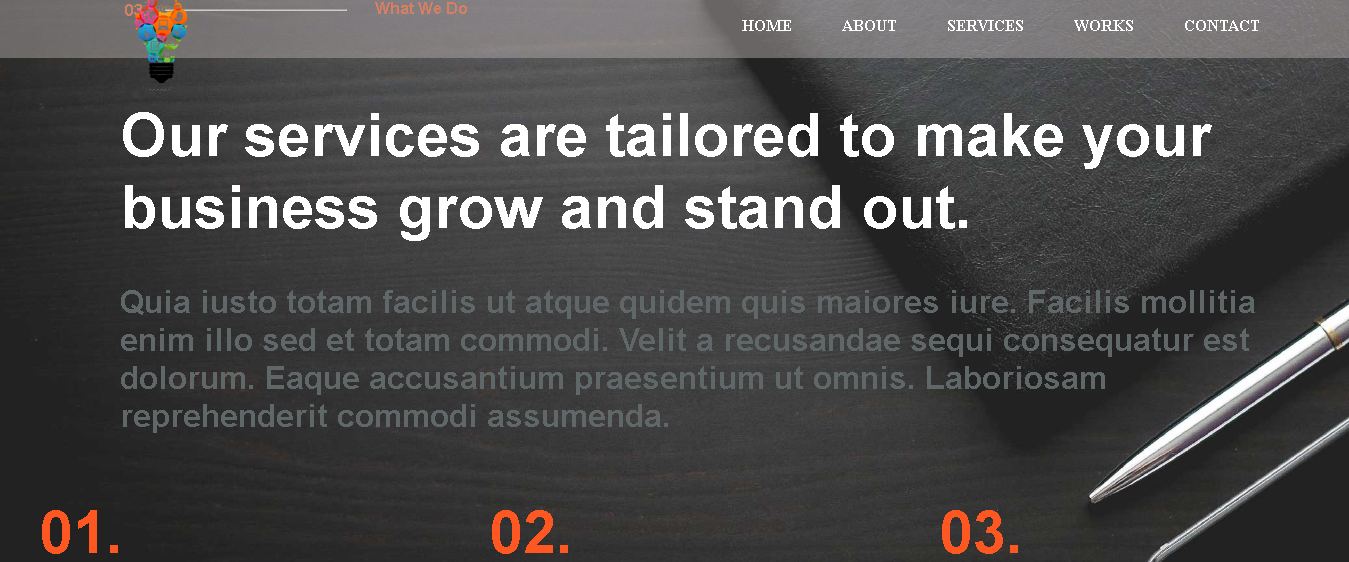 03
What We Do
HOME ABOUT SERVICES WORKS CONTACT
Our services are tailored to make your
business grow and stand out.
Quia iusto totam facilis ut atque quidem quis maiores iure. Facilis mollitia
enim illo sed et totam commodi. Velit a recusandae sequi consequatur est
dolorum. Eaque accusantium praesentium ut omnis. Laboriosam
reprehenderit commodi assumenda.
01. 02. 03.